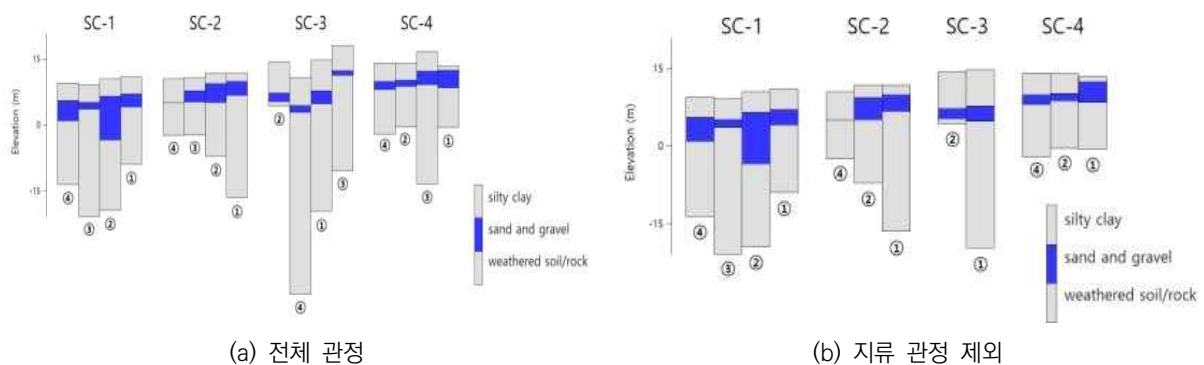 SC-1 SC-2 SC-3 SC-4
Elevation (m)
15
0
-15
④ ③ ② ①
④ ③ ② ①
② ④ ① ③
④ ② ③ ①
silty clay
sand and gravel
weathered soil/rock
(a) 전체 관정
SC-1 SC-2 SC-3 SC-4
Elevation (m)
15
0
-15
④ ③ ② ①
④ ② ①
② ①
④ ② ①
silty clay
sand and gravel
weathered soil/rock
(b) 지류 관정 제외